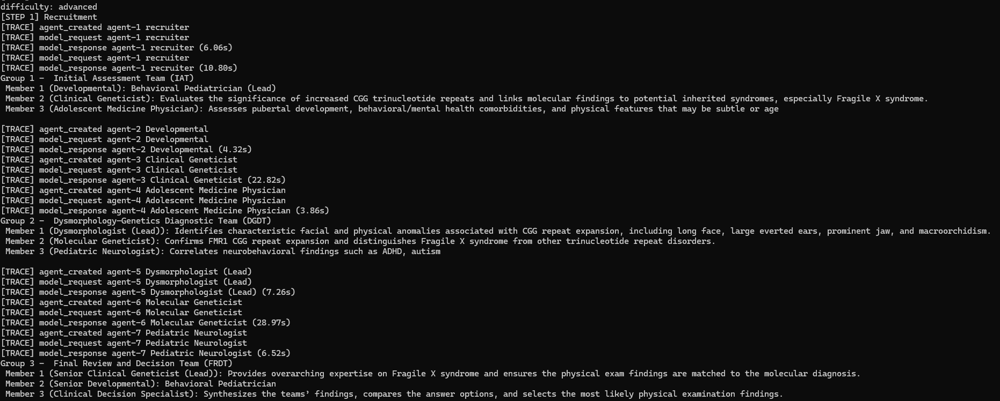 difficulty: advanced
[STEP 1] Recruitment
[TRACE] agent_created agent-1 recruiter
[TRACE] model_request agent-1 recruiter
[TRACE] model_response agent-1 recruiter (6.06s)
[TRACE] model_request agent-1 recruiter
[TRACE] model_response agent-1 recruiter (10.80s)
Group 1 -  Initial Assessment Team (IAT)
 Member 1 (Developmental): Behavioral Pediatrician (Lead)
 Member 2 (Clinical Geneticist): Evaluates the significance of increased CGG trinucleotide repeats and links molecular findings to potential inherited syndromes, especially Fragile X syndrome.
 Member 3 (Adolescent Medicine Physician): Assesses pubertal development, behavioral/mental health comorbidities, and physical features that may be subtle or age

[TRACE] agent_created agent-2 Developmental
[TRACE] model_request agent-2 Developmental
[TRACE] model_response agent-2 Developmental (4.32s)
[TRACE] agent_created agent-3 Clinical Geneticist
[TRACE] model_request agent-3 Clinical Geneticist
[TRACE] model_response agent-3 Clinical Geneticist (22.82s)
[TRACE] agent_created agent-4 Adolescent Medicine Physician
[TRACE] model_request agent-4 Adolescent Medicine Physician
[TRACE] model_response agent-4 Adolescent Medicine Physician (3.86s)
Group 2 -  Dysmorphology-Genetics Diagnostic Team (DGDT)
 Member 1 (Dysmorphologist (Lead)): Identifies characteristic facial and physical anomalies associated with CGG repeat expansion, including long face, large everted ears, prominent jaw, and macroorchidism.
 Member 2 (Molecular Geneticist): Confirms FMR1 CGG repeat expansion and distinguishes Fragile X syndrome from other trinucleotide repeat disorders.
 Member 3 (Pediatric Neurologist): Correlates neurobehavioral findings such as ADHD, autism

[TRACE] agent_created agent-5 Dysmorphologist (Lead)
[TRACE] model_request agent-5 Dysmorphologist (Lead)
[TRACE] model_response agent-5 Dysmorphologist (Lead) (7.26s)
[TRACE] agent_created agent-6 Molecular Geneticist
[TRACE] model_request agent-6 Molecular Geneticist
[TRACE] model_response agent-6 Molecular Geneticist (28.97s)
[TRACE] agent_created agent-7 Pediatric Neurologist
[TRACE] model_request agent-7 Pediatric Neurologist
[TRACE] model_response agent-7 Pediatric Neurologist (6.52s)
Group 3 -  Final Review and Decision Team (FRDT)
 Member 1 (Senior Clinical Geneticist (Lead)): Provides overarching expertise on Fragile X syndrome and ensures the physical exam findings are matched to the molecular diagnosis.
 Member 2 (Senior Developmental): Behavioral Pediatrician
 Member 3 (Clinical Decision Specialist): Synthesizes the teams’ findings, compares the answer options, and selects the most likely physical examination findings.